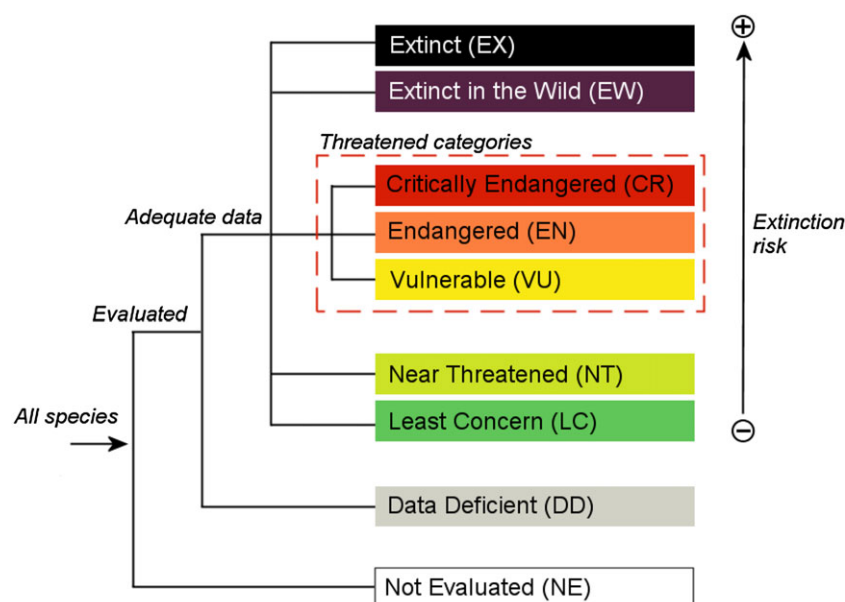 Extinct (EX)
Extinct in the Wild (EW)
Threatened categories
Critically Endangered (CR)
Adequate data
Endangered (EN)
Extinction
risk
Vulnerable (VU)
Evaluated
Near Threatened (NT)
All species
Least Concern (LC)
Data Deficient (DD)
Not Evaluated (NE)